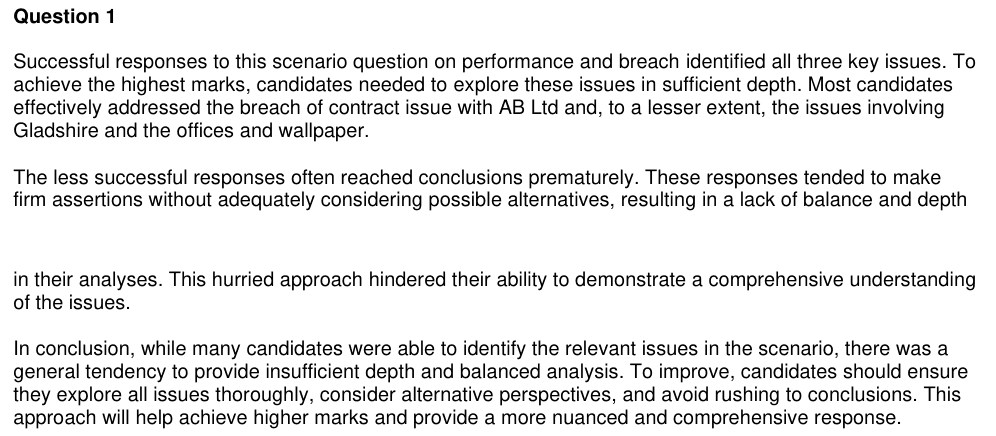 Question 1
Successful responses to this scenario question on performance and breach identified all three key issues. To
achieve the highest marks, candidates needed to explore these issues in sufficient depth. Most candidates
effectively addressed the breach of contract issue with AB Ltd and, to a lesser extent, the issues involving
Gladshire and the offices and wallpaper.
The less successful responses often reached conclusions prematurely. These responses tended to make
firm assertions without adequately considering possible alternatives, resulting in a lack of balance and depth
in their analyses. This hurried approach hindered their ability to demonstrate a comprehensive understanding
of the issues.
In conclusion, while many candidates were able to identify the relevant issues in the scenario, there was a
general tendency to provide insufficient depth and balanced analysis. To improve, candidates should ensure
they explore all issues thoroughly, consider alternative perspectives, and avoid rushing to conclusions. This
approach will help achieve higher marks and provide a more nuanced and comprehensive response.